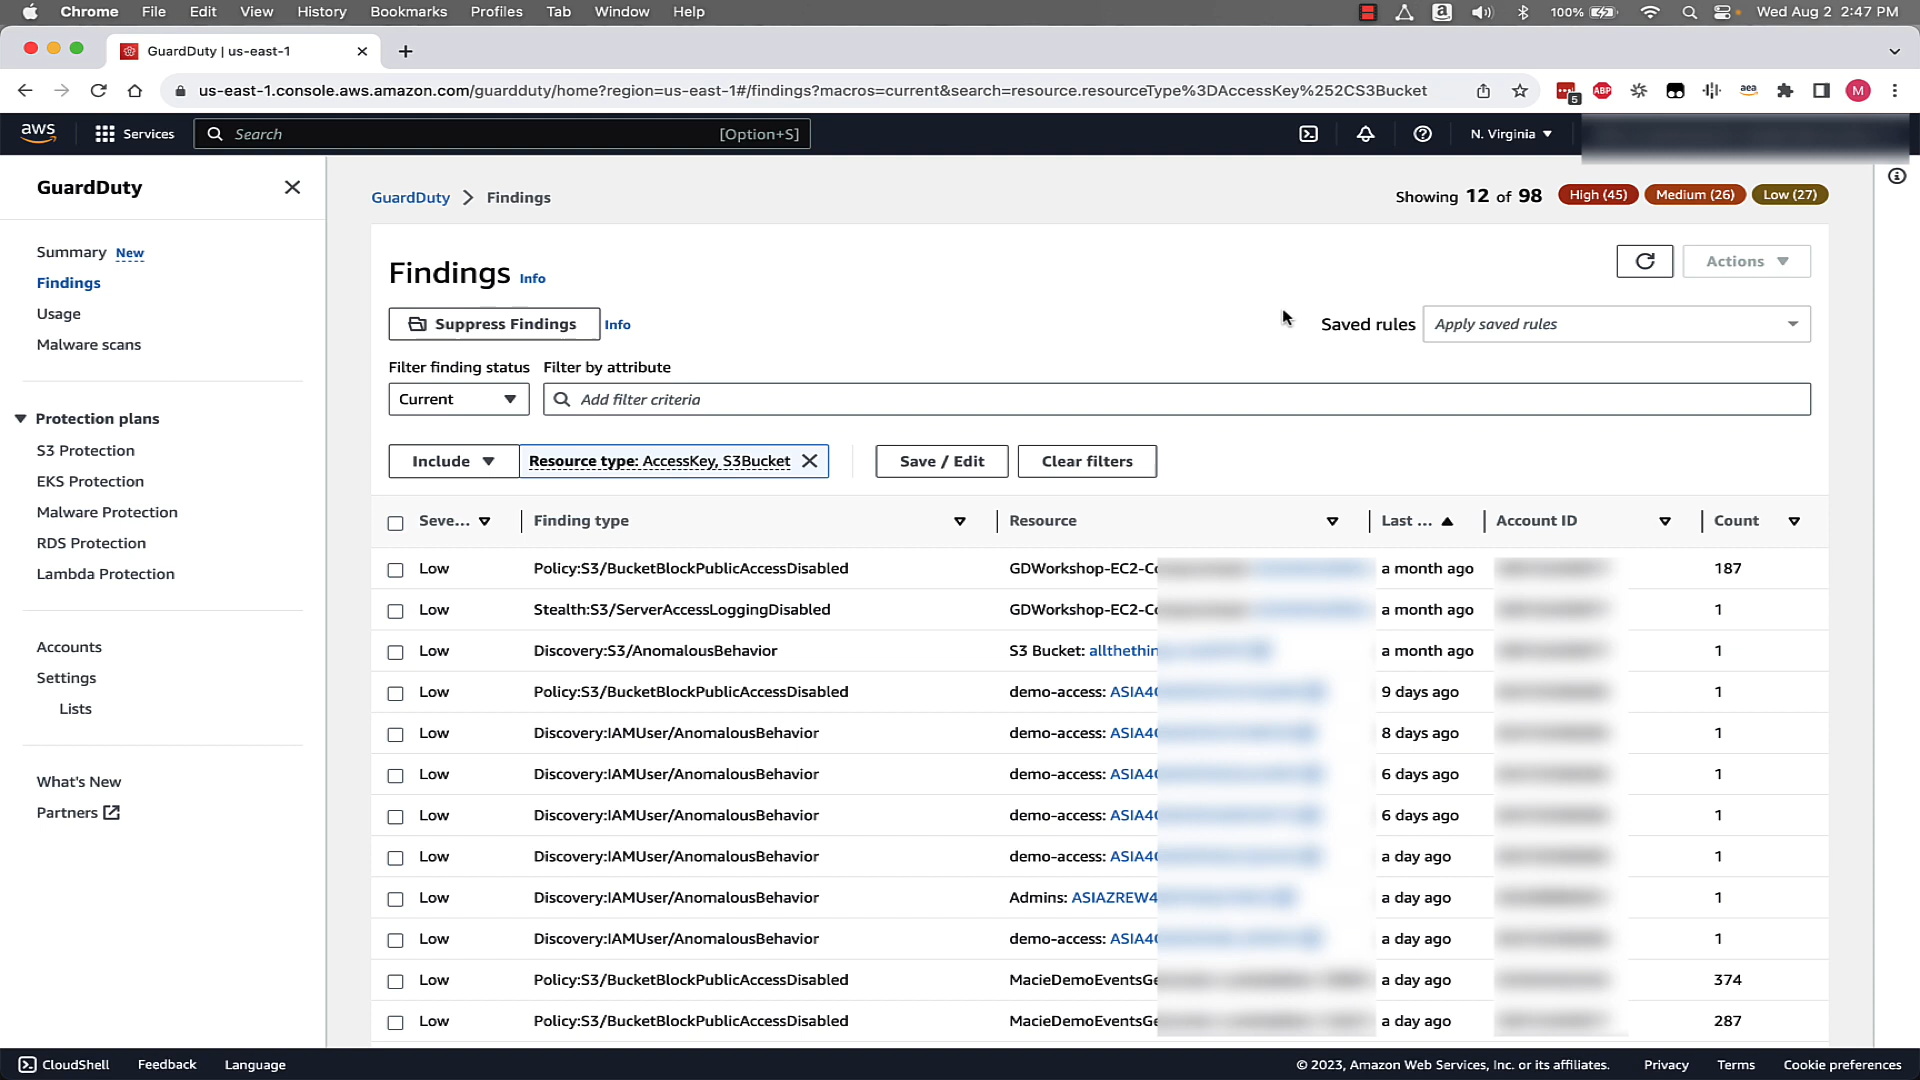 Chrome File Edit View History Bookmarks Profiles Tab Window Help 100% Wed Aug 2 2:47 PM
GuardDuty | us-east-1
us-east-1.console.aws.amazon.com/guardduty/home?region=us-east-1#/findings?macros=current&search=resource.resourceType%3DAccessKey%252CS3Bucket 5 ABP aea M
aws Services Search [Option+S] N. Virginia
GuardDuty
Summary New
Findings
Usage
Malware scans
Protection plans
S3 Protection
EKS Protection
Malware Protection
RDS Protection
Lambda Protection
Accounts
Settings
Lists
What's New
Partners
GuardDuty > Findings Showing 12 of 98 High (45) Medium (26) Low (27)
Findings Info Actions
Suppress Findings Info Saved rules Apply saved rules
Filter finding status Filter by attribute
Current Add filter criteria
Include Resource type: AccessKey, S3Bucket Save / Edit Clear filters
Seve... Finding type Resource Last ... Account ID Count
Low Policy:S3/BucketBlockPublicAccessDisabled GDWorkshop-EC2-Co a month ago 187
Low Stealth:S3/ServerAccessLoggingDisabled GDWorkshop-EC2-Co a month ago 1
Low Discovery:S3/AnomalousBehavior S3 Bucket: allthethin a month ago 1
Low Policy:S3/BucketBlockPublicAccessDisabled demo-access: ASIA4 9 days ago 1
Low Discovery:IAMUser/AnomalousBehavior demo-access: ASIA4 8 days ago 1
Low Discovery:IAMUser/AnomalousBehavior demo-access: ASIA4 6 days ago 1
Low Discovery:IAMUser/AnomalousBehavior demo-access: ASIA4 6 days ago 1
Low Discovery:IAMUser/AnomalousBehavior demo-access: ASIA4 a day ago 1
Low Discovery:IAMUser/AnomalousBehavior Admins: ASIAZREW4 a day ago 1
Low Discovery:IAMUser/AnomalousBehavior demo-access: ASIA4 a day ago 1
Low Policy:S3/BucketBlockPublicAccessDisabled MacieDemoEventsGe a day ago 374
Low Policy:S3/BucketBlockPublicAccessDisabled MacieDemoEventsGe a day ago 287
CloudShell Feedback Language © 2023, Amazon Web Services, Inc. or its affiliates. Privacy Terms Cookie preferences